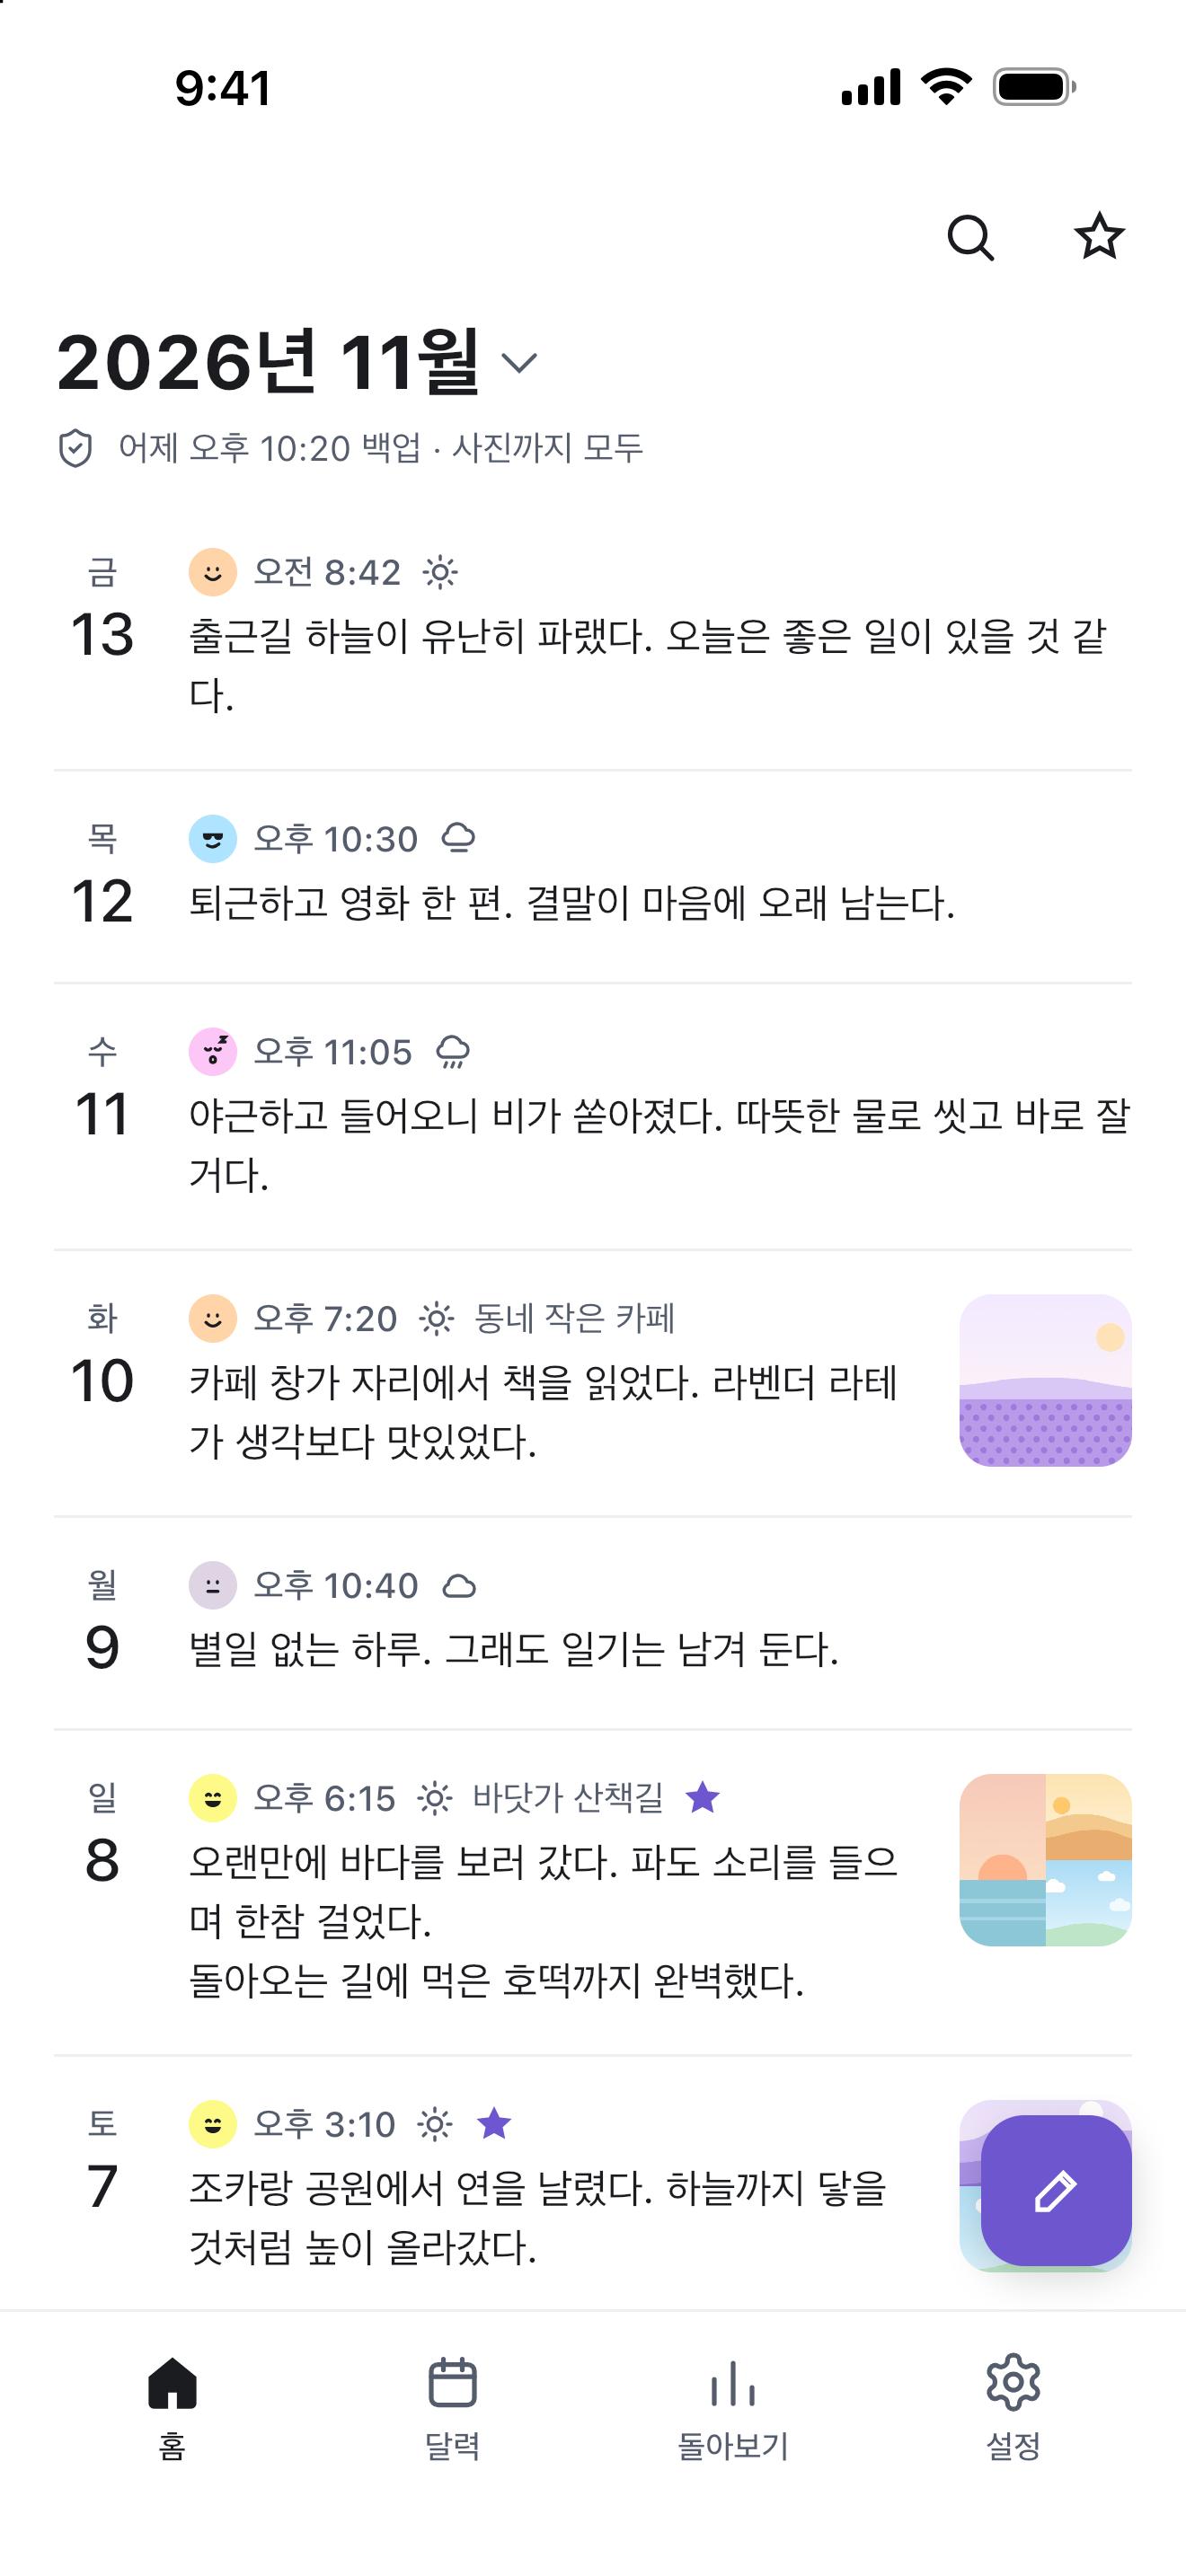 9:41
2026년 11월
어제 오후 10:20 백업 · 사진까지 모두
금
13
오전 8:42
출근길 하늘이 유난히 파랬다. 오늘은 좋은 일이 있을 것 같
다.
목
12
오후 10:30
퇴근하고 영화 한 편. 결말이 마음에 오래 남는다.
수
11
오후 11:05
야근하고 들어오니 비가 쏟아졌다. 따뜻한 물로 씻고 바로 잘
거다.
화
10
오후 7:20 동네 작은 카페
카페 창가 자리에서 책을 읽었다. 라벤더 라테
가 생각보다 맛있었다.
월
9
오후 10:40
별일 없는 하루. 그래도 일기는 남겨 둔다.
일
8
오후 6:15 바닷가 산책길
오랜만에 바다를 보러 갔다. 파도 소리를 들으
며 한참 걸었다.
돌아오는 길에 먹은 호떡까지 완벽했다.
토
7
오후 3:10
조카랑 공원에서 연을 날렸다. 하늘까지 닿을
것처럼 높이 올라갔다.
홈
달력
돌아보기
설정